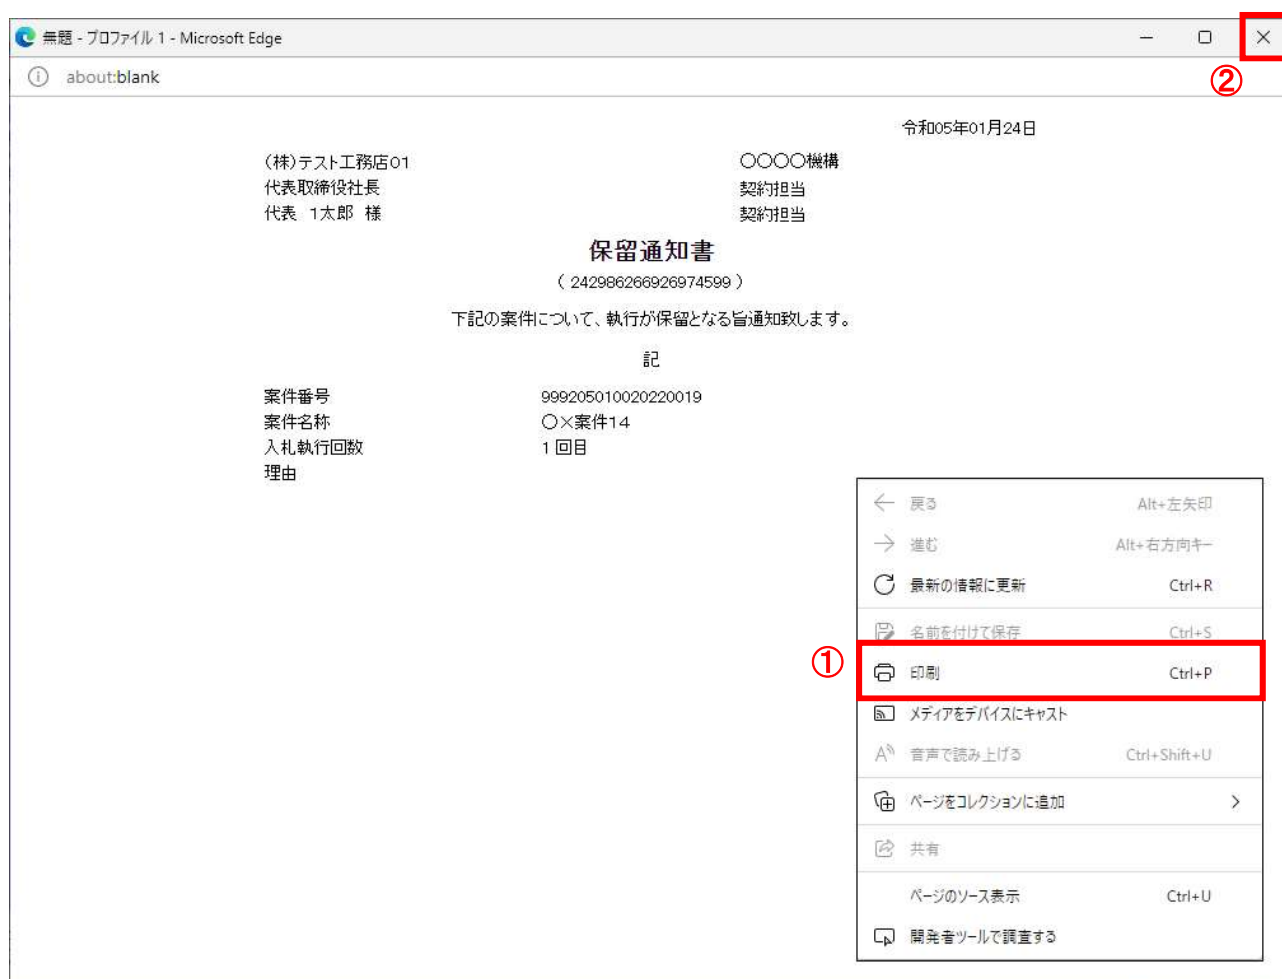 無題 - プロファイル 1 - Microsoft Edge
②
about:blank
令和05年01月24日
(株)テスト工務店01
代表取締役社長
代表 1太郎 様
〇〇〇〇機構
契約担当
契約担当
保留通知書
( 242986266926974599 )
下記の案件について、執行が保留となる旨通知致します。
記
案件番号 999205010020220019
案件名称 〇×案件14
入札執行回数 1回目
理由
戻る Alt+左矢印
進む Alt+右方向キー
最新の情報に更新 Ctrl+R
名前を付けて保存 Ctrl+S
① 印刷 Ctrl+P
メディアをデバイスにキャスト
音声で読み上げる Ctrl+Shift+U
ページをコレクションに追加
共有
ページのソース表示 Ctrl+U
開発者ツールで調査する